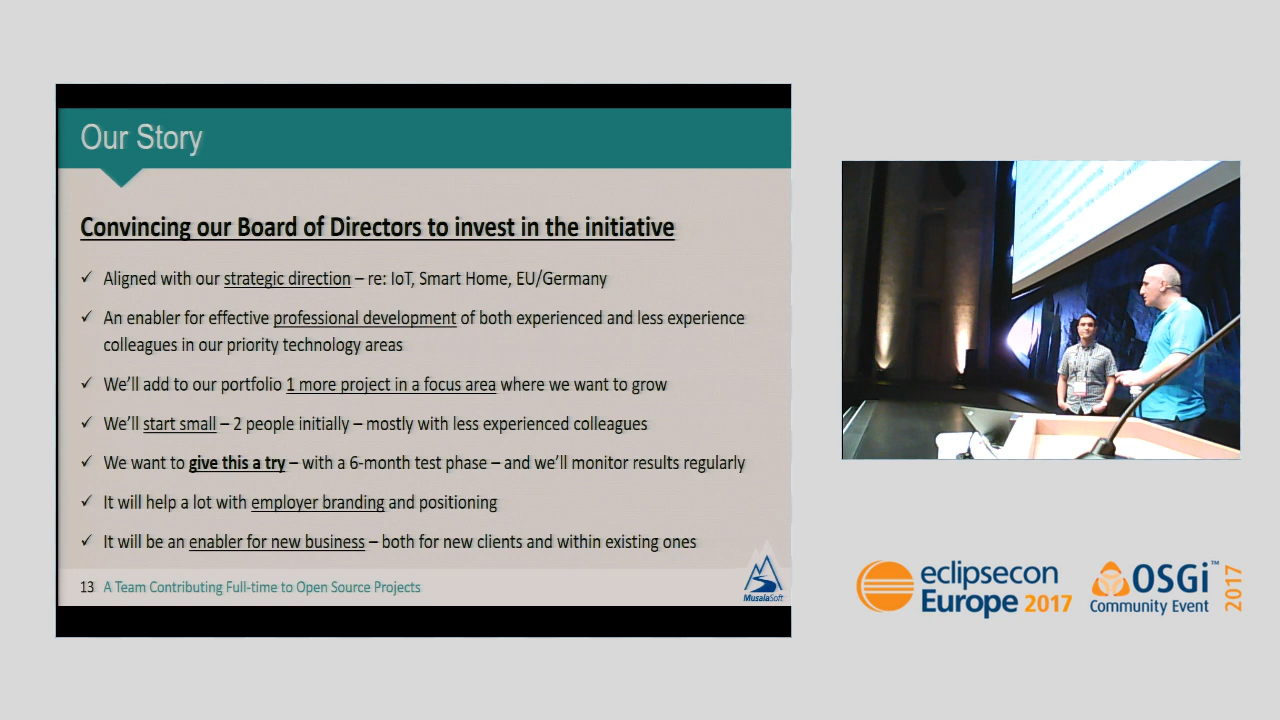 Our Story
Convincing our Board of Directors to invest in the initiative
✓ Aligned with our strategic direction – re: IoT, Smart Home, EU/Germany
✓ An enabler for effective professional development of both experienced and less experience
colleagues in our priority technology areas
✓ We'll add to our portfolio 1 more project in a focus area where we want to grow
✓ We'll start small – 2 people initially – mostly with less experienced colleagues
✓ We want to give this a try – with a 6-month test phase – and we'll monitor results regularly
✓ It will help a lot with employer branding and positioning
✓ It will be an enabler for new business – both for new clients and within existing ones
13 A Team Contributing Full-time to Open Source Projects
MusalaSoft
eclipsecon
Europe 2017
OSGi™
Community Event
2017